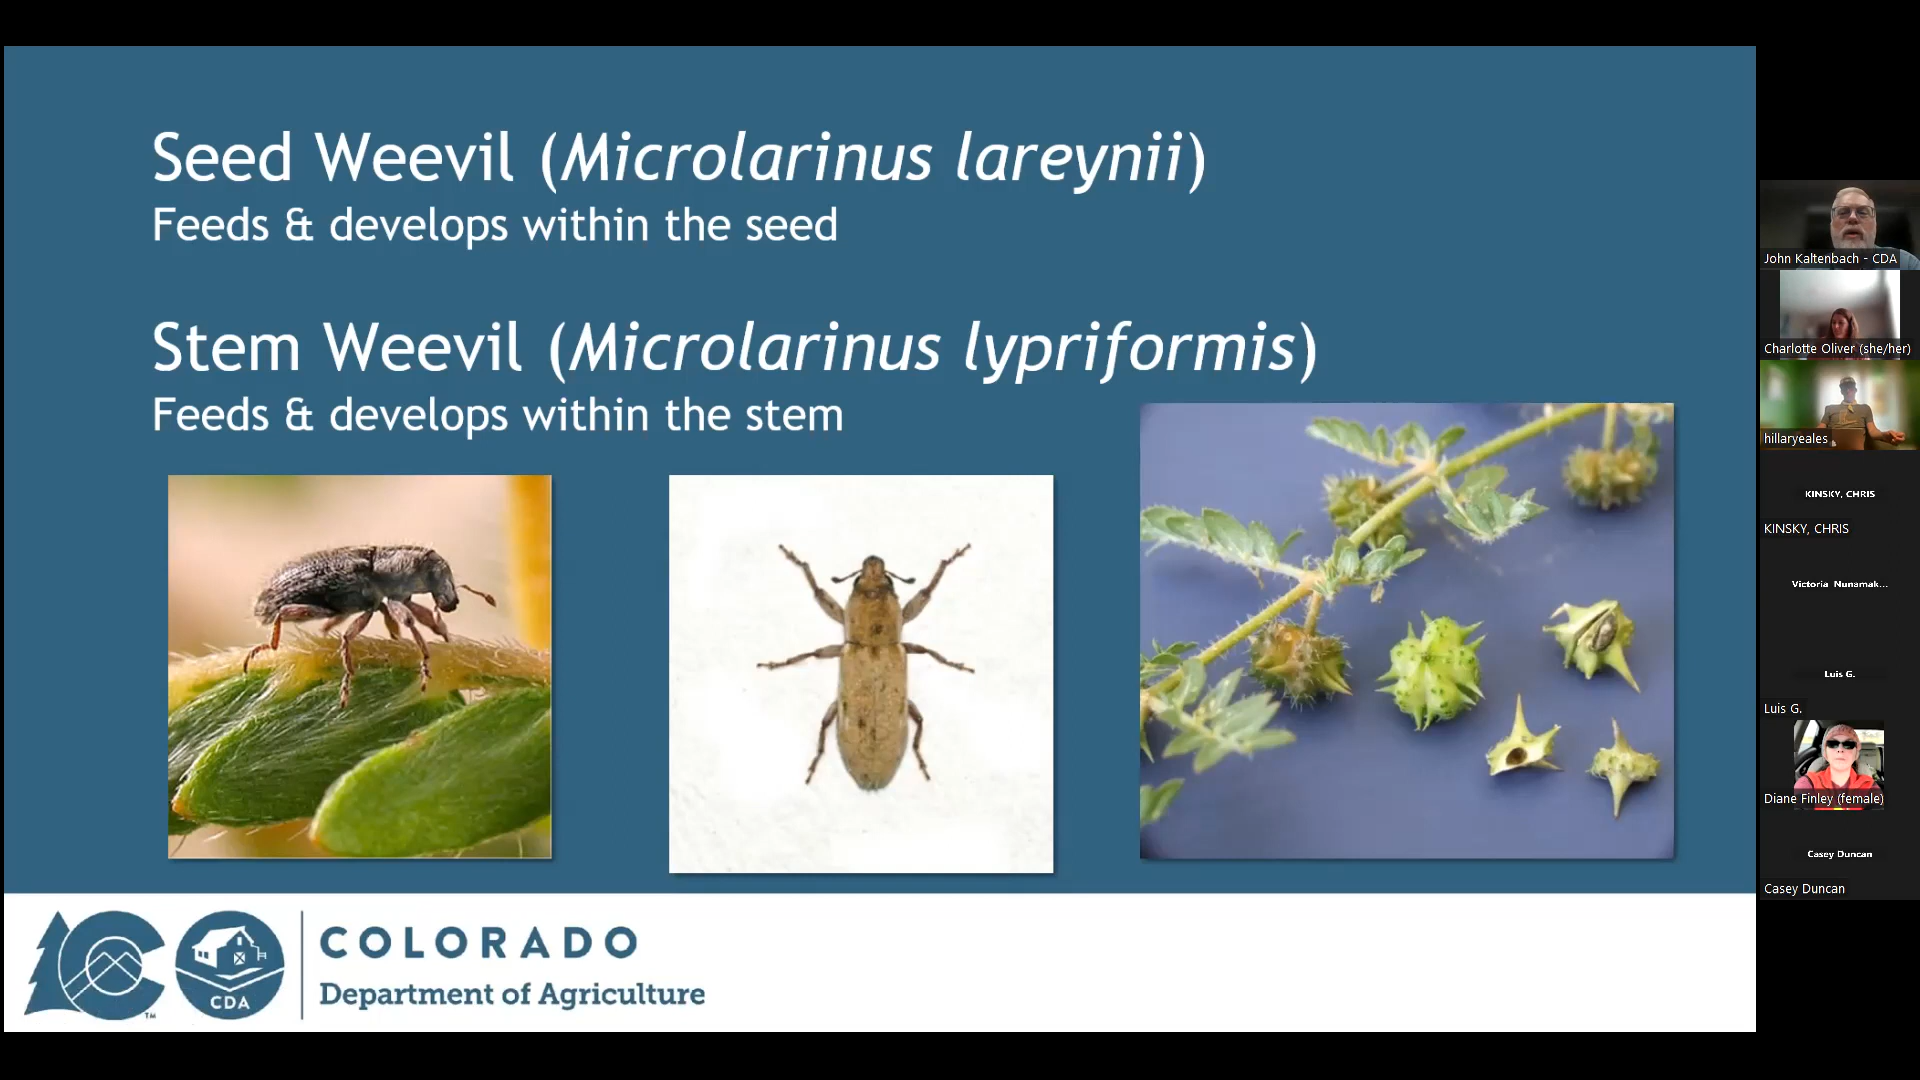 Seed Weevil (Microlarinus lareynii)
Feeds & develops within the seed
Stem Weevil (Microlarinus lypriformis)
Feeds & develops within the stem
CDA
TM
COLORADO
Department of Agriculture
John Kaltenbach - CDA
Charlotte Oliver (she/her)
hillaryeales
KINSKY, CHRIS
KINSKY, CHRIS
Victoria Nunamak...
Luis G.
Luis G.
Diane Finley (female)
Casey Duncan
Casey Duncan